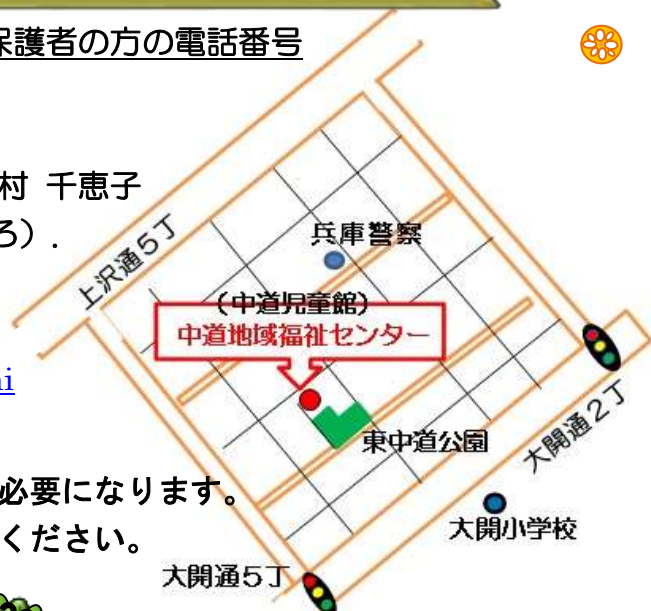 保護者の方の電話番号
村 千恵子
ろ）.
上沢通５丁
兵庫警察
（中道児童館）
中道地域福祉センター
ni
東中道公園
大開通２丁
必要になります。
ください。
大開小学校
大開通５丁